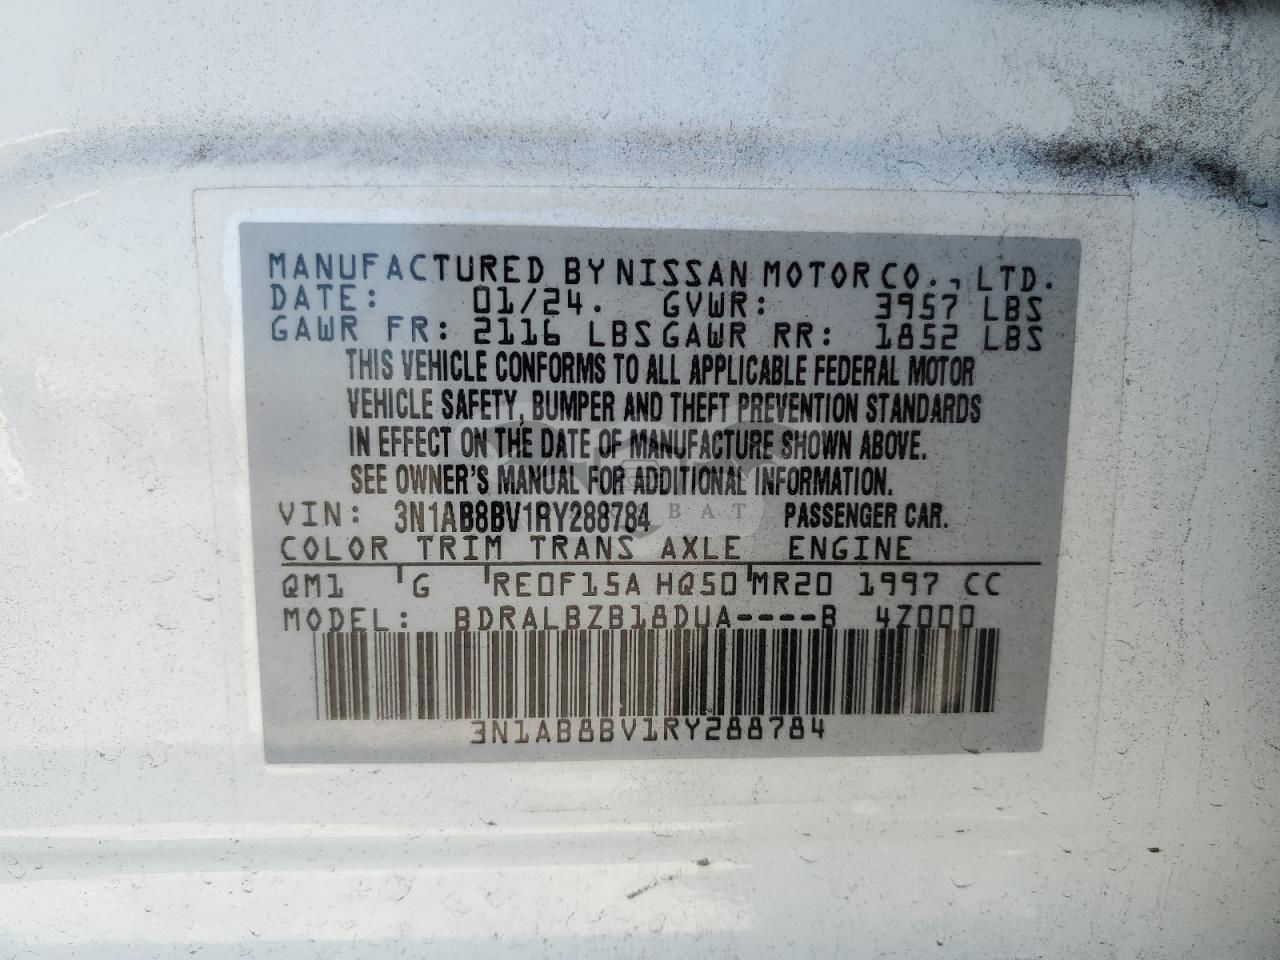 MANUFACTURED BY NISSAN MOTOR CO., LTD.
DATE: 01/24. GVWR: 3957 LBS
GAWR FR: 2116 LBS GAWR RR: 1852 LBS
THIS VEHICLE CONFORMS TO ALL APPLICABLE FEDERAL MOTOR
VEHICLE SAFETY, BUMPER AND THEFT PREVENTION STANDARDS
IN EFFECT ON THE DATE OF MANUFACTURE SHOWN ABOVE.
SEE OWNER'S MANUAL FOR ADDITIONAL INFORMATION.
VIN: 3N1AB8BV1RY288784 PASSENGER CAR.
COLOR TRIM TRANS AXLE ENGINE
QM1 G RE0F15A HQ50 MR20 1997 CC
MODEL: BDRALBZB18DUA----B 4Z000
3N1AB8BV1RY288784